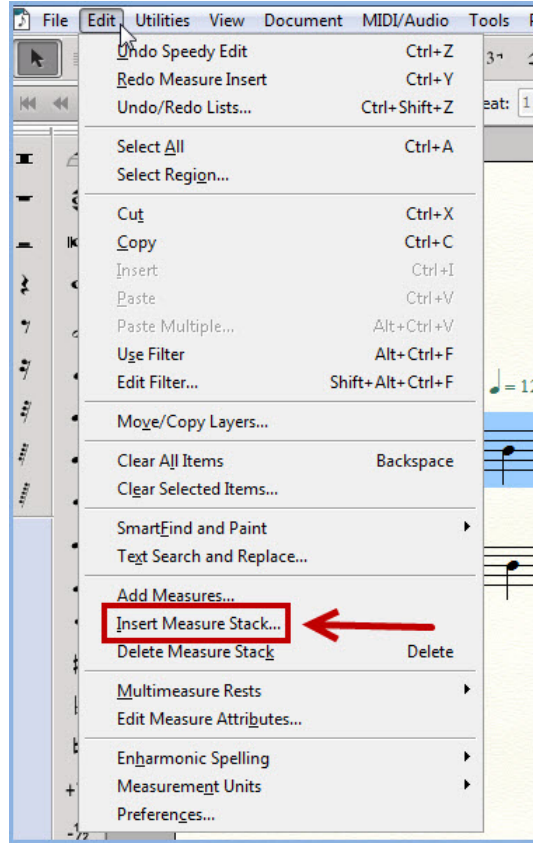 File Edit Utilities View Document MIDI/Audio Tools
Undo Speedy Edit Ctrl+Z
Redo Measure Insert Ctrl+Y
Undo/Redo Lists... Ctrl+Shift+Z
eat: 1
Select All Ctrl+A
Select Region...
Cut Ctrl+X
Copy Ctrl+C
Insert Ctrl+I
Paste Ctrl+V
Paste Multiple... Alt+Ctrl+V
Use Filter Alt+Ctrl+F
Edit Filter... Shift+Alt+Ctrl+F
= 12
Move/Copy Layers...
Clear All Items Backspace
Clear Selected Items...
SmartFind and Paint
Text Search and Replace...
Add Measures...
Insert Measure Stack...
Delete Measure Stack Delete
Multimeasure Rests
Edit Measure Attributes...
Enharmonic Spelling
Measurement Units
Preferences...